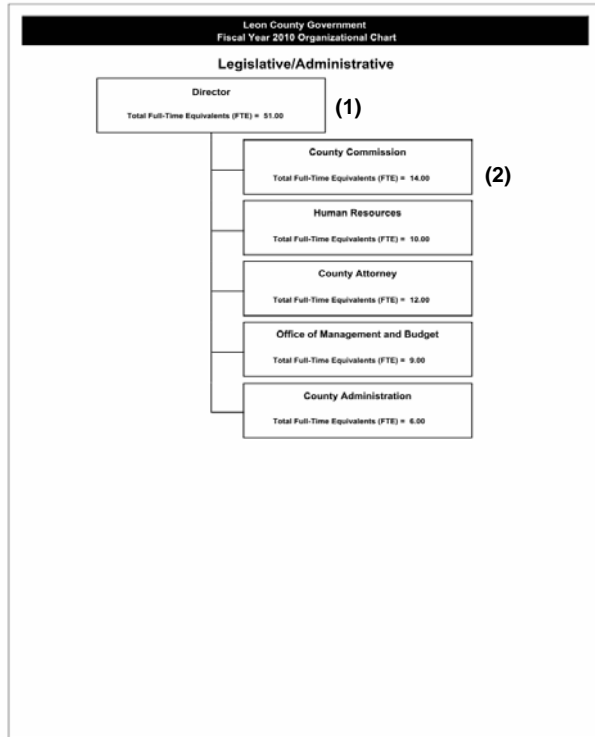 Leon County Government
Fiscal Year 2010 Organizational Chart
Legislative/Administrative
Director
Total Full-Time Equivalents (FTE) = 51.00
(1)
County Commission
Total Full-Time Equivalents (FTE) = 14.00
(2)
Human Resources
Total Full-Time Equivalents (FTE) = 10.00
County Attorney
Total Full-Time Equivalents (FTE) = 12.00
Office of Management and Budget
Total Full-Time Equivalents (FTE) = 9.00
County Administration
Total Full-Time Equivalents (FTE) = 6.00